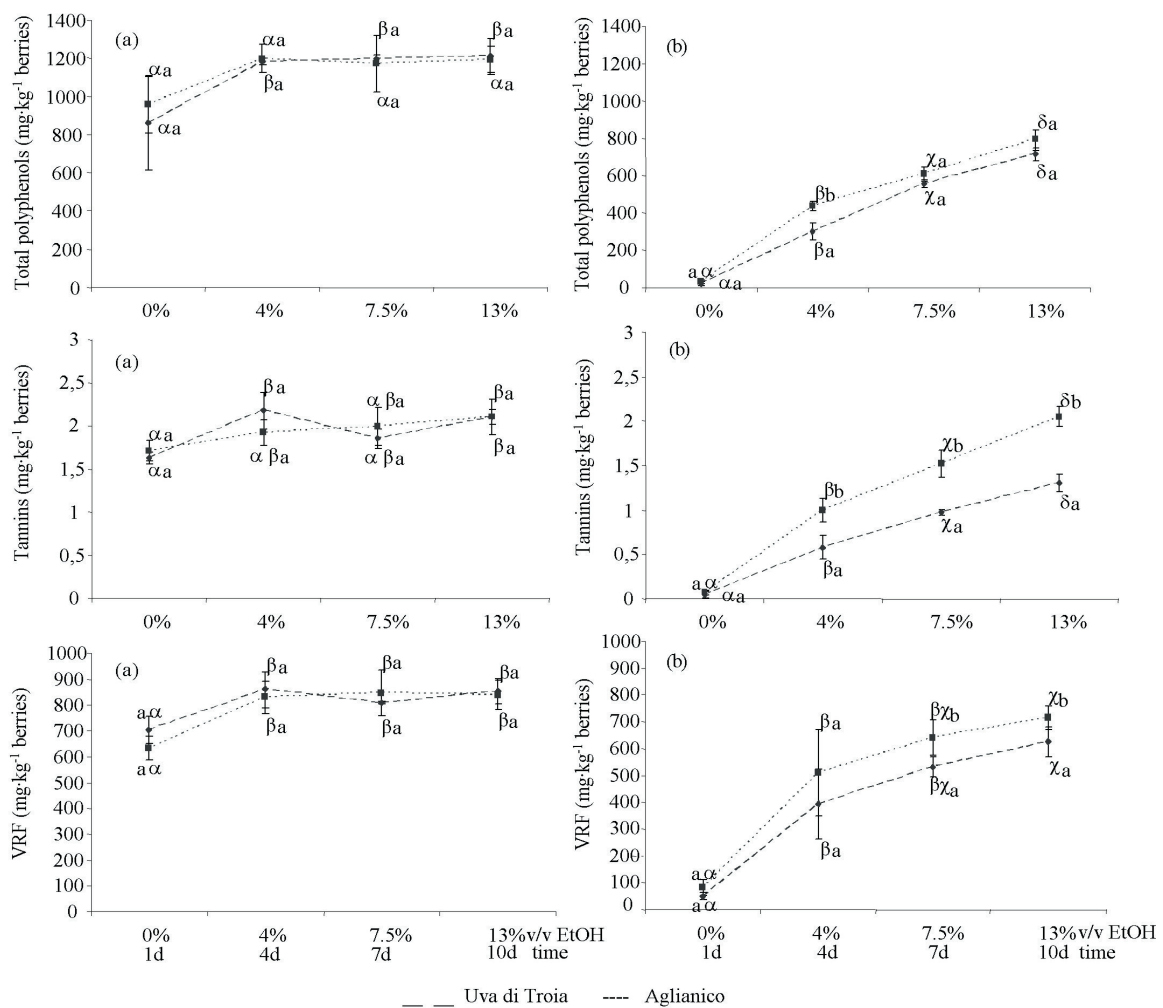 (a)
Total polyphenols (mg·kg⁻¹ berries)
1400
1200
1000
800
600
400
200
0
αa
αa
αa
βa
βa
αa
βa
αa
0% 4% 7.5% 13%
(b)
Total polyphenols (mg·kg⁻¹ berries)
1400
1200
1000
800
600
400
200
0
aα
αa
βb
βa
χa
χa
δa
δa
0% 4% 7.5% 13%
(a)
Tannins (mg·kg⁻¹ berries)
3
2,5
2
1,5
1
0,5
0
αa
αa
βa
α βa
α βa
α βa
βa
βa
0% 4% 7.5% 13%
(b)
Tannins (mg·kg⁻¹ berries)
3
2,5
2
1,5
1
0,5
0
aα
αa
βb
βa
χb
χa
δb
δa
0% 4% 7.5% 13%
(a)
VRF (mg·kg⁻¹ berries)
1000
900
800
700
600
500
400
300
200
100
0
aα
aα
βa
βa
βa
βa
βa
βa
0% 4% 7.5% 13% v/v EtOH
1d 4d 7d 10d time
(b)
VRF (mg·kg⁻¹ berries)
1000
900
800
700
600
500
400
300
200
100
0
aα
aα
βa
βa
βχb
βχa
χb
χa
0% 4% 7.5% 13% v/v EtOH
1d 4d 7d 10d time
Uva di Troia Aglianico